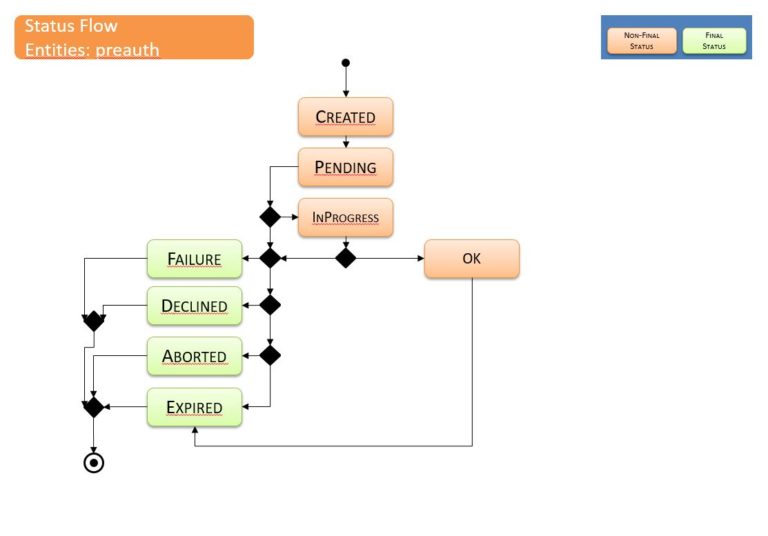 Status Flow
Entities: preauth
Non-Final
Status
Final
Status
Created
Pending
InProgress
Failure
OK
Declined
Aborted
Expired